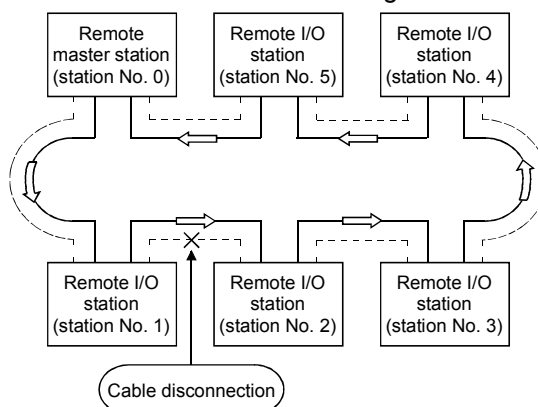 Remote
master station
(station No. 0)
Remote I/O
station
(station No. 5)
Remote I/O
station
(station No. 4)
Remote I/O
station
(station No. 1)
Remote I/O
station
(station No. 2)
Remote I/O
station
(station No. 3)
Cable disconnection